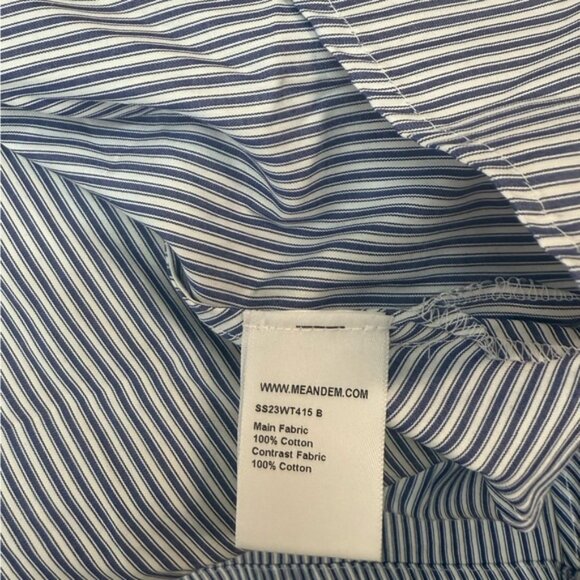 WWW.MEANDEM.COM
SS23WT415 B
Main Fabric
100% Cotton
Contrast Fabric
100% Cotton